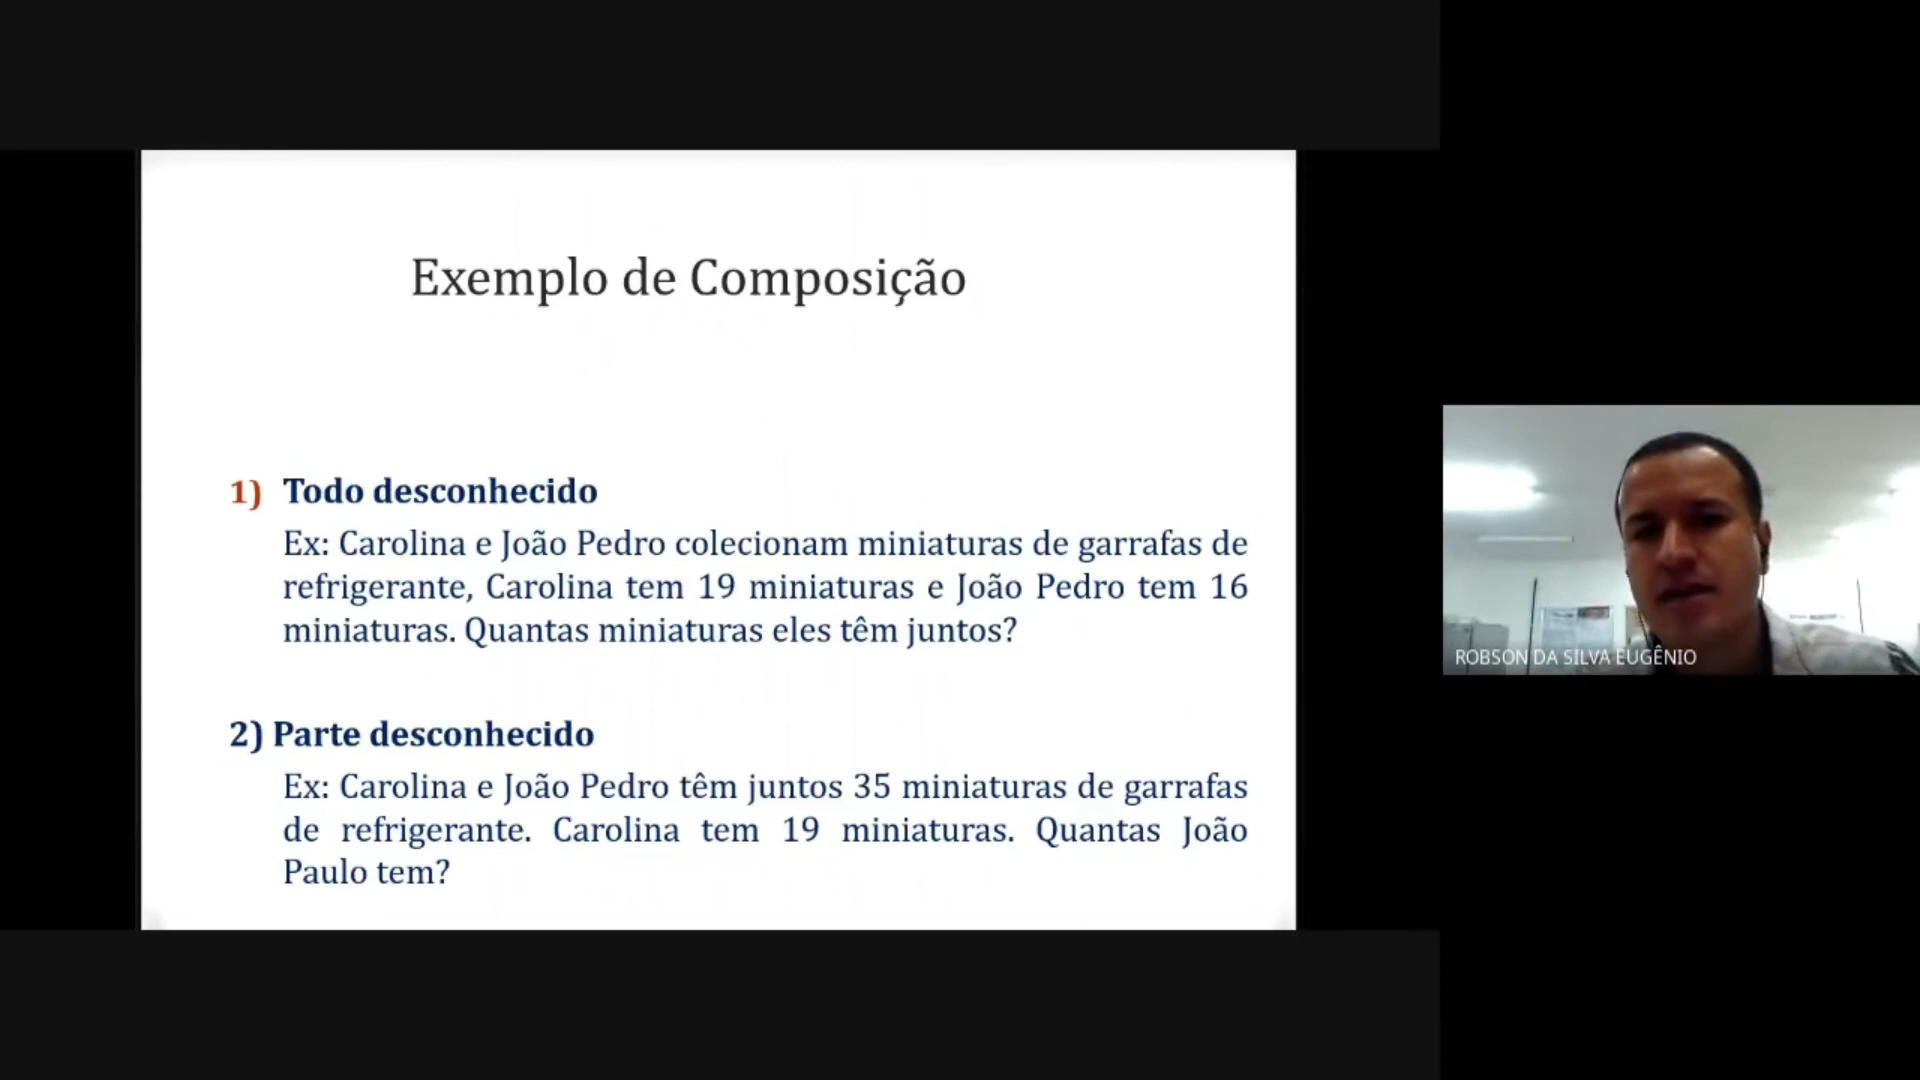 Exemplo de Composição
1) Todo desconhecido
Ex: Carolina e João Pedro colecionam miniaturas de garrafas de
refrigerante, Carolina tem 19 miniaturas e João Pedro tem 16
miniaturas. Quantas miniaturas eles têm juntos?
2) Parte desconhecido
Ex: Carolina e João Pedro têm juntos 35 miniaturas de garrafas
de refrigerante. Carolina tem 19 miniaturas. Quantas João
Paulo tem?
ROBSON DA SILVA EUGÊNIO